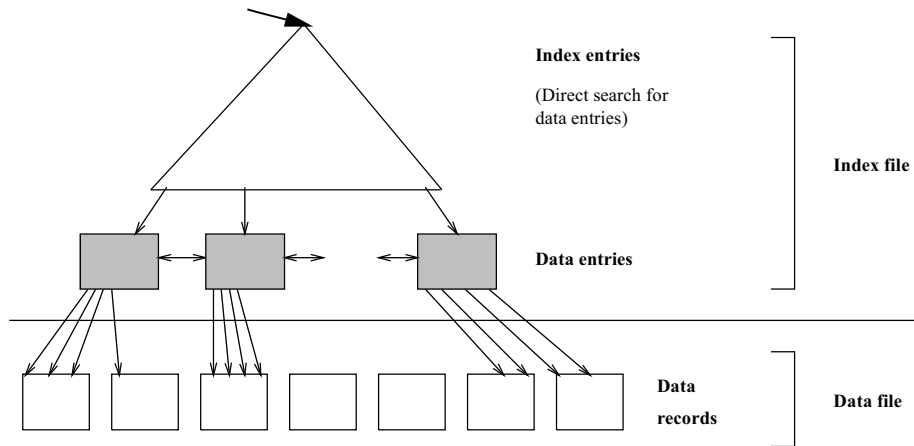 Index entries
(Direct search for
data entries)
Index file
Data entries
Data
records
Data file